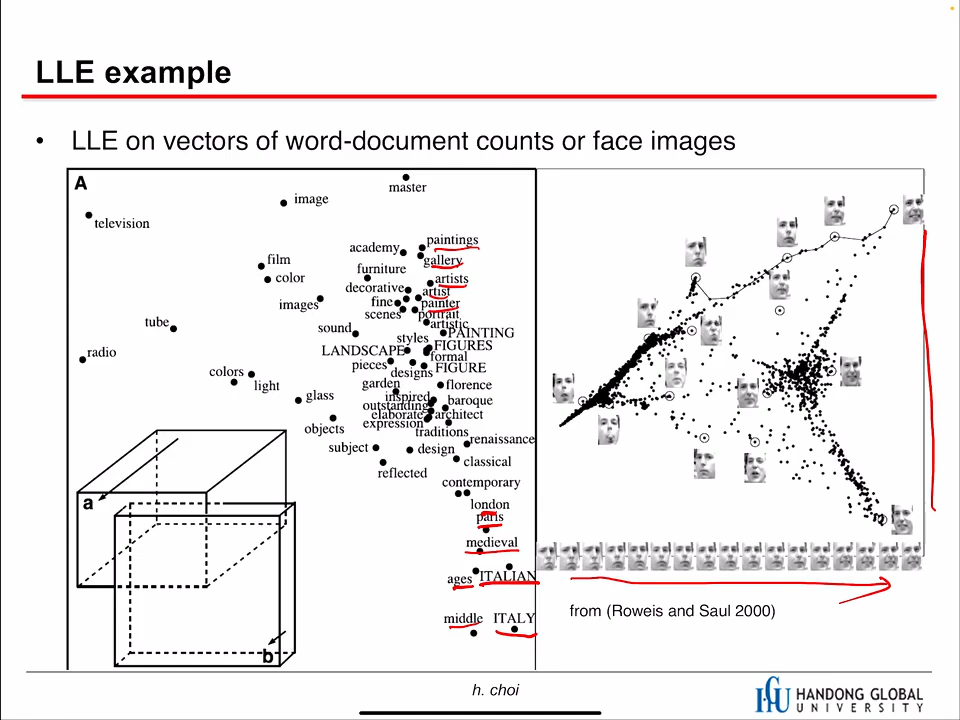 LLE example
• LLE on vectors of word-document counts or face images
A
master
image
television
paintings
academy
gallery
film
furniture
color
artists
decorative
artist
images
fine
painter
scenes
portrait
tube
artistic
sound
PAINTING
styles
FIGURES
radio
LANDSCAPE
formal
pieces
FIGURE
colors
designs
light
garden
florence
glass
inspired
baroque
outstanding
elaborate
architect
expression
objects
traditions
renaissance
subject
design
classical
reflected
contemporary
a
london
paris
medieval
ages
ITALIAN
middle
ITALY
b
from (Roweis and Saul 2000)
h. choi
HGU
HANDONG GLOBAL
UNIVERSITY